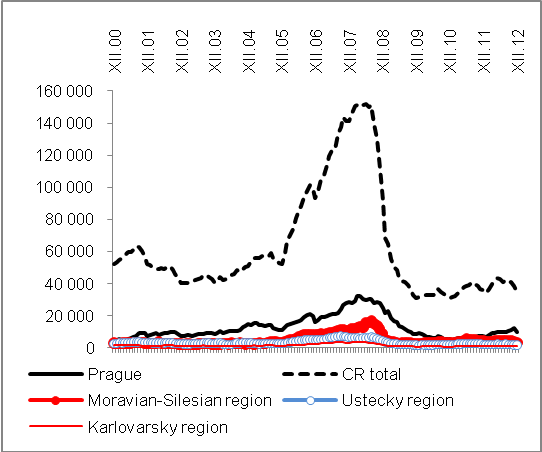 XII.00 XII.01 XII.02 XII.03 XII.04 XII.05 XII.06 XII.07 XII.08 XII.09 XII.10 XII.11 XII.12
160 000
140 000
120 000
100 000
80 000
60 000
40 000
20 000
0
Prague CR total
Moravian-Silesian region Ustecky region
Karlovarsky region